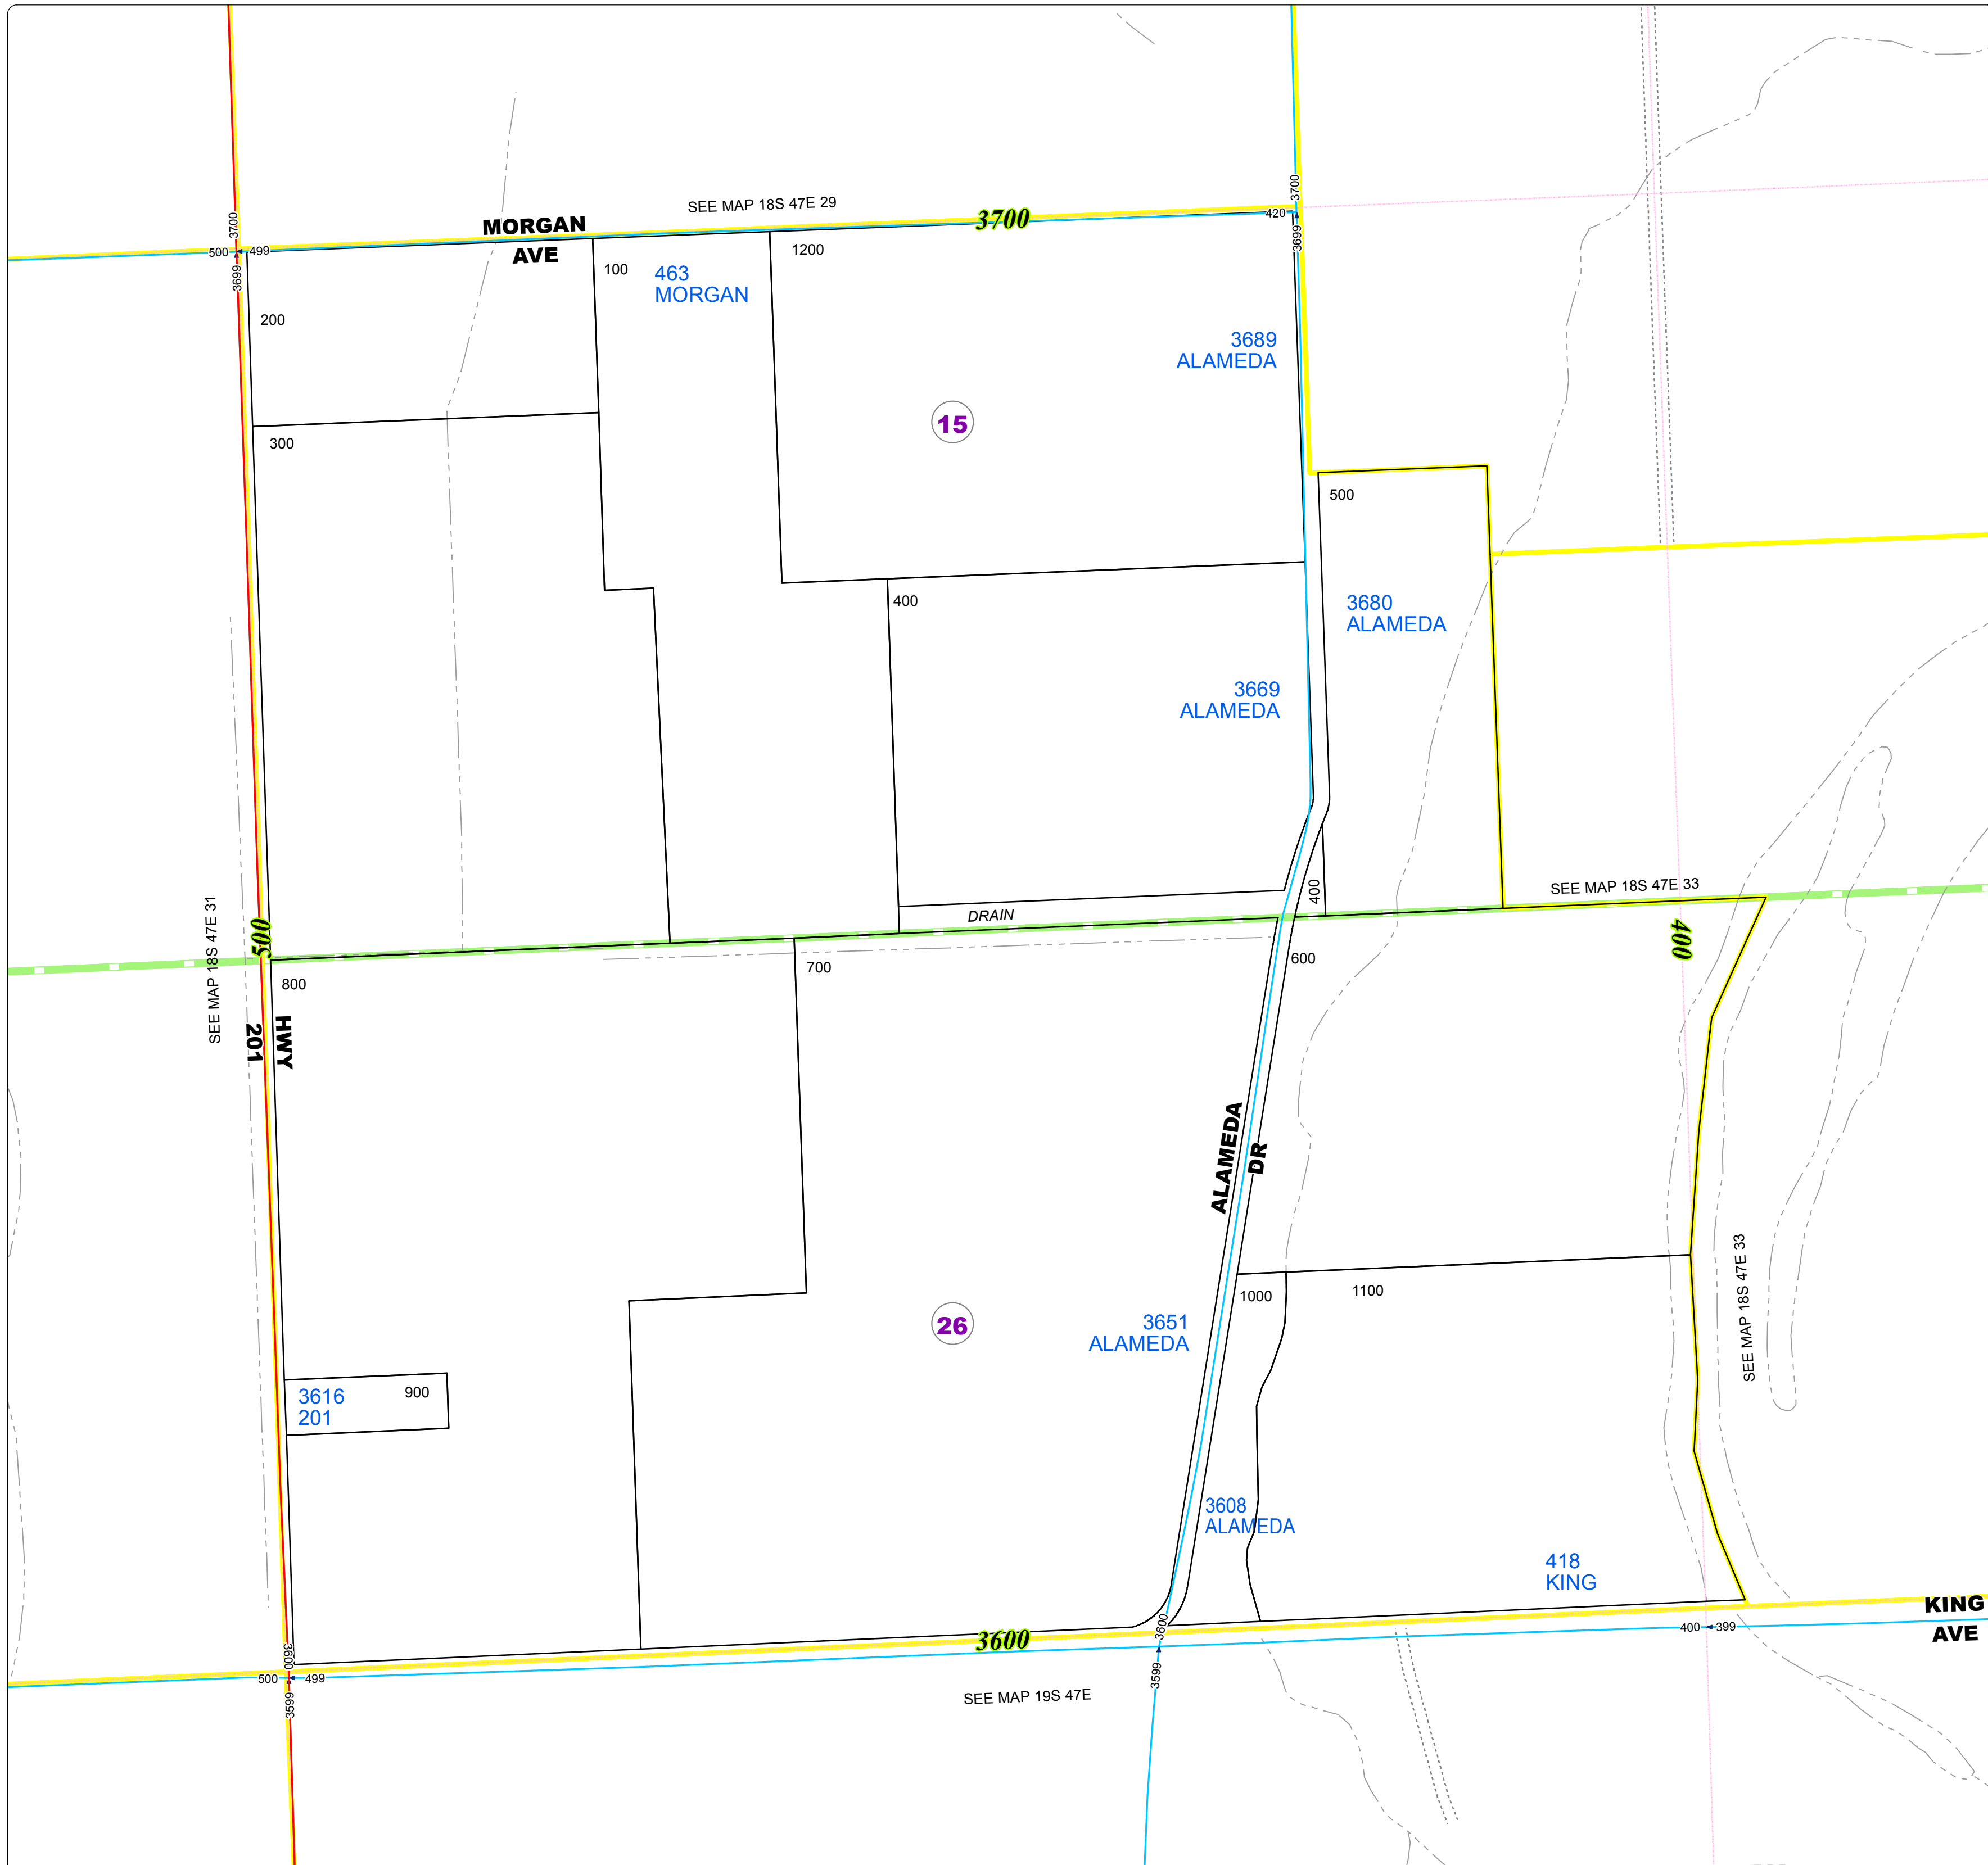 3700
420
3699
SEE MAP 18S 47E 29
3700
MORGAN
AVE
3700
500
499
3699
100
463
MORGAN
1200
200
3689
ALAMEDA
15
300
500
400
3680
ALAMEDA
3669
ALAMEDA
400
SEE MAP 18S 47E 33
DRAIN
SEE MAP 18S 47E 31
500
400
800
700
600
HWY
201
ALAMEDA
DR
1000
1100
SEE MAP 18S 47E 33
26
3651
ALAMEDA
3616
201
900
3608
ALAMEDA
418
KING
KING
AVE
3600
3600
400
399
3600
500
499
3599
3599
SEE MAP 19S 47E